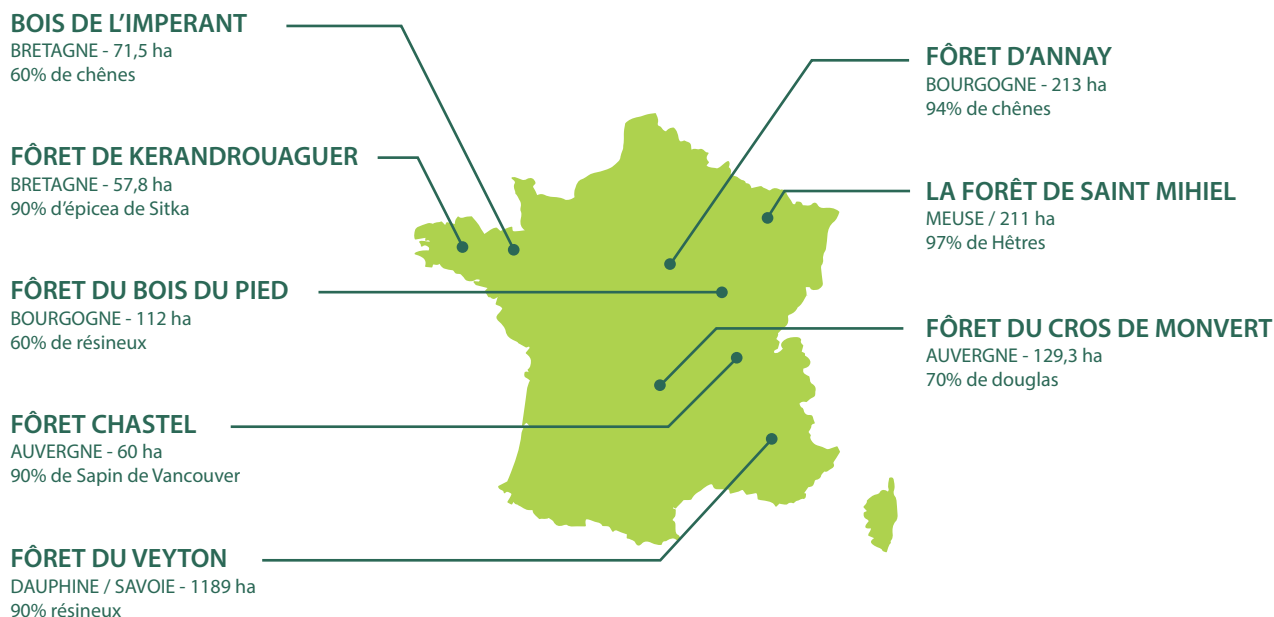 BOIS DE L’IMPERANT
BRETAGNE - 71,5 ha
60% de chênes
FÔRET DE KERANDROUAGUER
BRETAGNE - 57,8 ha
90% d’épicea de Sitka
FÔRET DU BOIS DU PIED
BOURGOGNE - 112 ha
60% de résineux
FÔRET CHASTEL
AUVERGNE - 60 ha
90% de Sapin de Vancouver
FÔRET DU VEYTON
DAUPHINE / SAVOIE - 1189 ha
90% résineux
FÔRET D’ANNAY
BOURGOGNE - 213 ha
94% de chênes
LA FORÊT DE SAINT MIHIEL
MEUSE / 211 ha
97% de Hêtres
FÔRET DU CROS DE MONVERT
AUVERGNE - 129,3 ha
70% de douglas